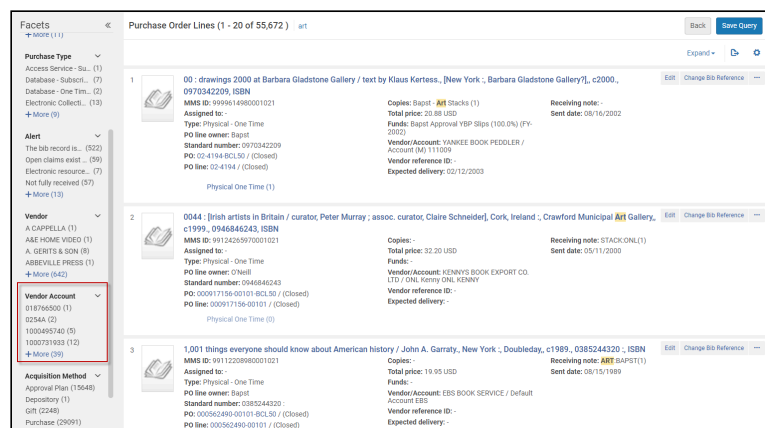 Facets «
+ More (11)
Purchase Type
Access Service - Su... (1)
Database - Subscri... (7)
Database - One Tim... (2)
Electronic Collecti... (13)
+ More (9)
Alert
The bib record is... (522)
Open claims exist ... (59)
Electronic resource... (7)
Not fully received (57)
+ More (13)
Vendor
A CAPPELLA (1)
A&E HOME VIDEO (1)
A. GERITS & SON (8)
ABBEVILLE PRESS (1)
+ More (642)
Vendor Account
018766500 (1)
0254A (2)
1000495740 (5)
1000731933 (12)
+ More (39)
Acquisition Method
Approval Plan (15648)
Depository (1)
Gift (2248)
Purchase (29091)
Purchase Order Lines (1 - 20 of 55,672 ) art
Back Save Query
Expand
1 00 : drawings 2000 at Barbara Gladstone Gallery / text by Klaus Kertess., [New York :, Barbara Gladstone Gallery?],, c2000.,
0970342209, ISBN
Edit Change Bib Reference ...
MMS ID: 9999614980001021
Assigned to: -
Type: Physical - One Time
PO line owner: Bapst
Standard number: 0970342209 -
PO: 02-4194-BCL50 / (Closed)
PO line: 02-4194 / (Closed)
Copies: Bapst - Art Stacks (1)
Total price: 20.88 USD
Funds: Bapst Approval YBP Slips (100.0%) (FY-
2002)
Vendor/Account: YANKEE BOOK PEDDLER /
Account (M) 111009
Vendor reference ID: -
Expected delivery: 02/12/2003
Receiving note: -
Sent date: 08/16/2002
Physical One Time (1)
2 0044 : [Irish artists in Britain / curator, Peter Murray ; assoc. curator, Claire Schneider], Cork, Ireland :, Crawford Municipal Art Gallery,,
c1999., 0946846243, ISBN
Edit Change Bib Reference ...
MMS ID: 99124265970001021
Assigned to: -
Type: Physical - One Time
PO line owner: O'Neill
Standard number: 0946846243
PO: 000917156-00101-BCL50 / (Closed)
PO line: 000917156-00101 / (Closed)
Copies: -
Total price: 32.20 USD
Funds: -
Vendor/Account: KENNYS BOOK EXPORT CO.
LTD / ONL Kenny ONL KENNY
Vendor reference ID: -
Expected delivery: -
Receiving note: STACK:ONL(1)
Sent date: 05/11/2000
Physical One Time (0)
3 1,001 things everyone should know about American history / John A. Garraty., New York :, Doubleday,, c1989., 0385244320 :, ISBN
Edit Change Bib Reference ...
MMS ID: 99112208980001021
Assigned to: -
Type: Physical - One Time
PO line owner: Bapst
Standard number: 0385244320 :
PO: 000562490-00101-BCL50 / (Closed)
PO line: 000562490-00101 / (Closed)
Copies: -
Total price: 19.95 USD
Funds: -
Vendor/Account: EBS BOOK SERVICE / Default
Account EBS
Vendor reference ID: -
Expected delivery: -
Receiving note: ART:BAPST(1)
Sent date: 08/15/1989